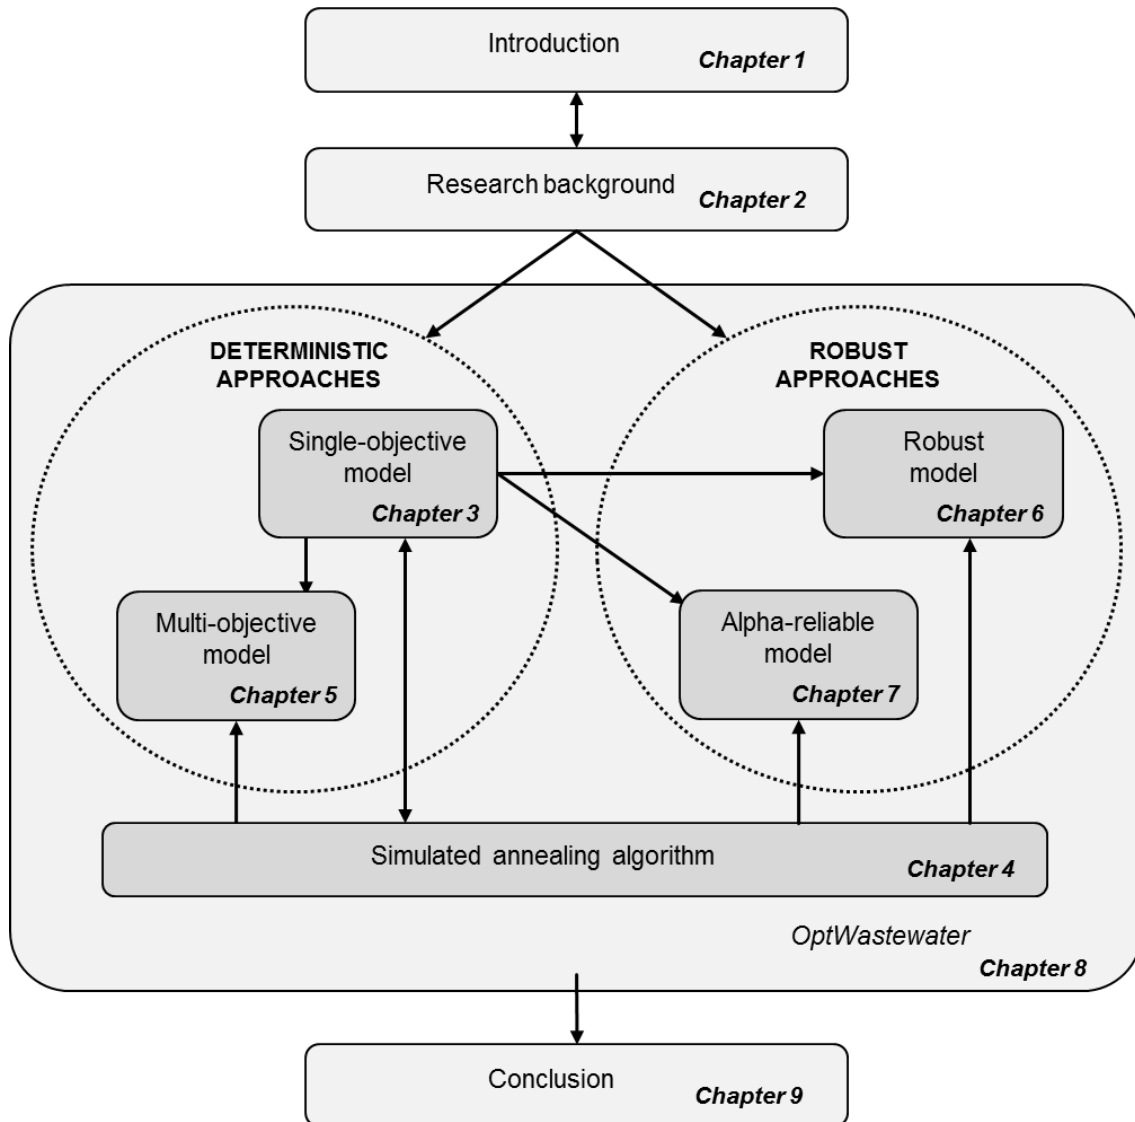 Introduction
Chapter 1
Research background
Chapter 2
DETERMINISTIC
APPROACHES
Single-objective
model
Chapter 3
Multi-objective
model
Chapter 5
ROBUST
APPROACHES
Robust
model
Chapter 6
Alpha-reliable
model
Chapter 7
Simulated annealing algorithm
Chapter 4
OptWastewater
Chapter 8
Conclusion
Chapter 9